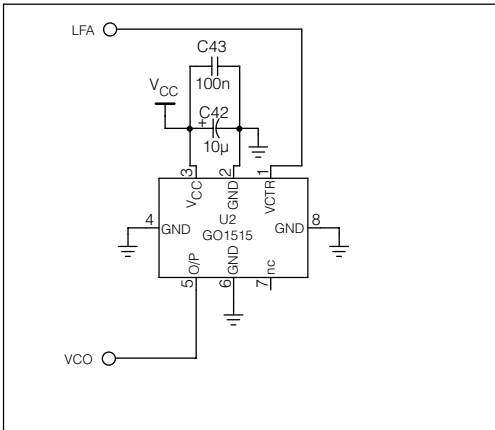 LFA
C43
100n
VCC
+ C42
10µ
3
2
1
VCC
GND
VCTR
4
GND
U2
GO1515
GND
8
O/P
GND
nc
5
6
7
VCO